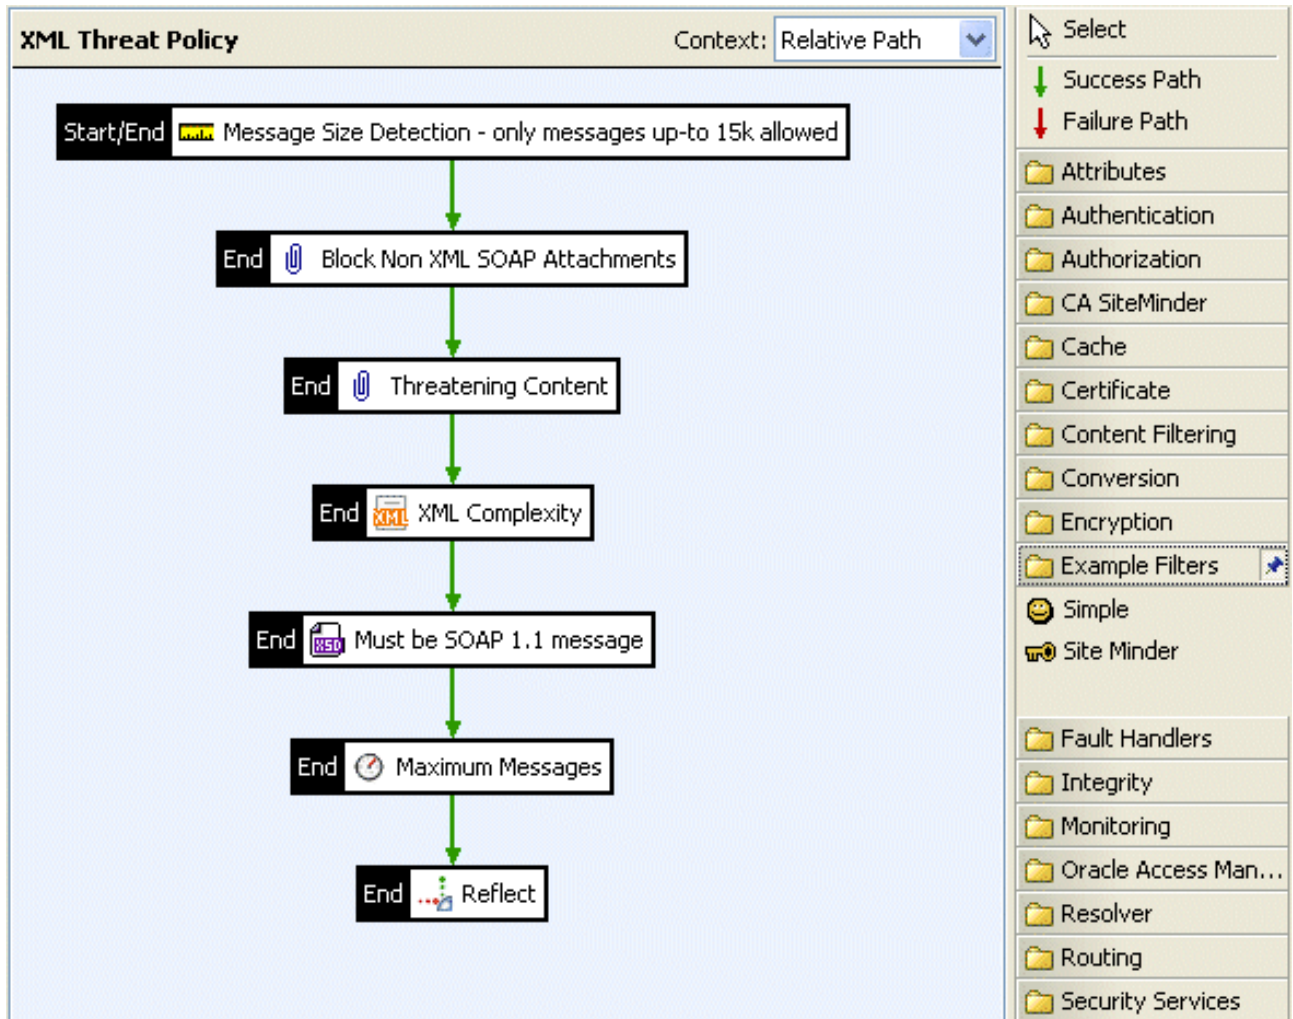 XML Threat Policy
Context: Relative Path
Start/End Message Size Detection - only messages up-to 15k allowed
End Block Non XML SOAP Attachments
End Threatening Content
End XML XML Complexity
End XSD Must be SOAP 1.1 message
End Maximum Messages
End Reflect
Select
Success Path
Failure Path
Attributes
Authentication
Authorization
CA SiteMinder
Cache
Certificate
Content Filtering
Conversion
Encryption
Example Filters
Simple
Site Minder
Fault Handlers
Integrity
Monitoring
Oracle Access Man...
Resolver
Routing
Security Services